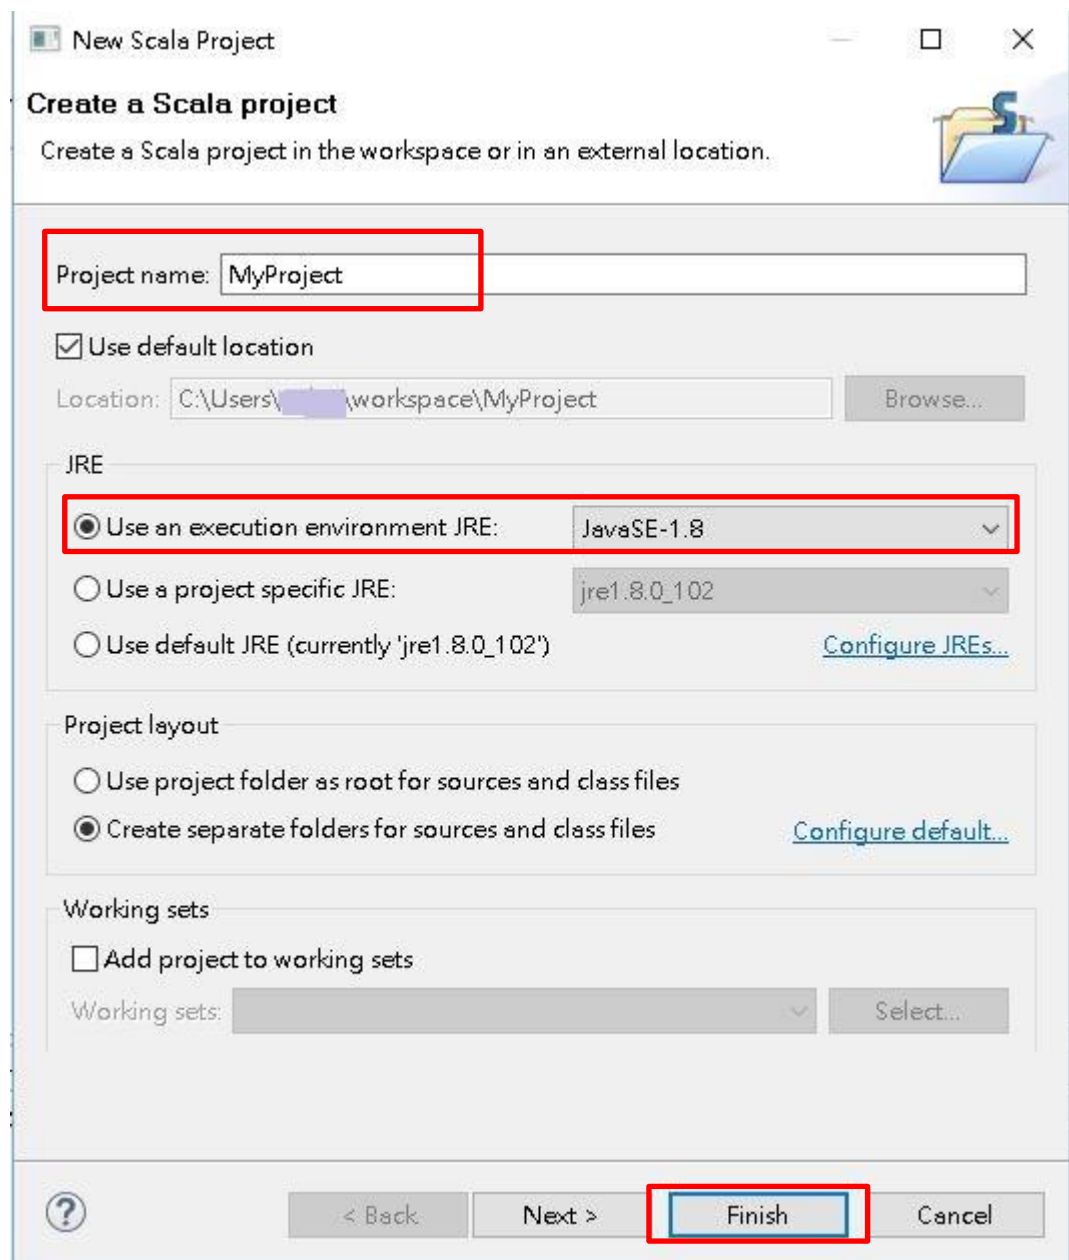 New Scala Project
Create a Scala project
Create a Scala project in the workspace or in an external location.
Project name: MyProject
Use default location
Location: C:\Users\ \workspace\MyProject Browse...
JRE
Use an execution environment JRE: JavaSE-1.8
Use a project specific JRE: jre1.8.0_102
Use default JRE (currently 'jre1.8.0_102') Configure JREs...
Project layout
Use project folder as root for sources and class files
Create separate folders for sources and class files Configure default...
Working sets
Add project to working sets
Working sets: Select...
< Back Next > Finish Cancel